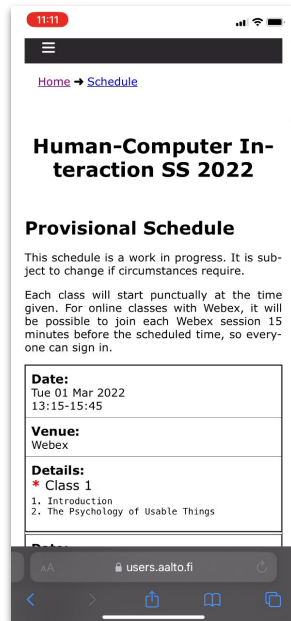 11:11
Home → Schedule
Human-Computer In-
teraction SS 2022
Provisional Schedule
This schedule is a work in progress. It is sub-
ject to change if circumstances require.
Each class will start punctually at the time
given. For online classes with Webex, it will
be possible to join each Webex session 15
minutes before the scheduled time, so every-
one can sign in.
Date:
Tue 01 Mar 2022
13:15-15:45
Venue:
Webex
Details:
* Class 1
1. Introduction
2. The Psychology of Usable Things
Date:
AA users.aalto.fi